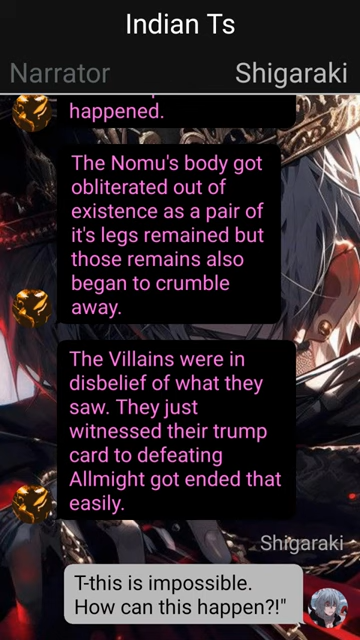 Indian Ts
Narrator
Shigaraki
happened.
The Nomu's body got
obliterated out of
existence as a pair of
it's legs remained but
those remains also
began to crumble
away.
The Villains were in
disbelief of what they
saw. They just
witnessed their trump
card to defeating
Allmight got ended that
easily.
Shigaraki
T-this is impossible.
How can this happen?!"